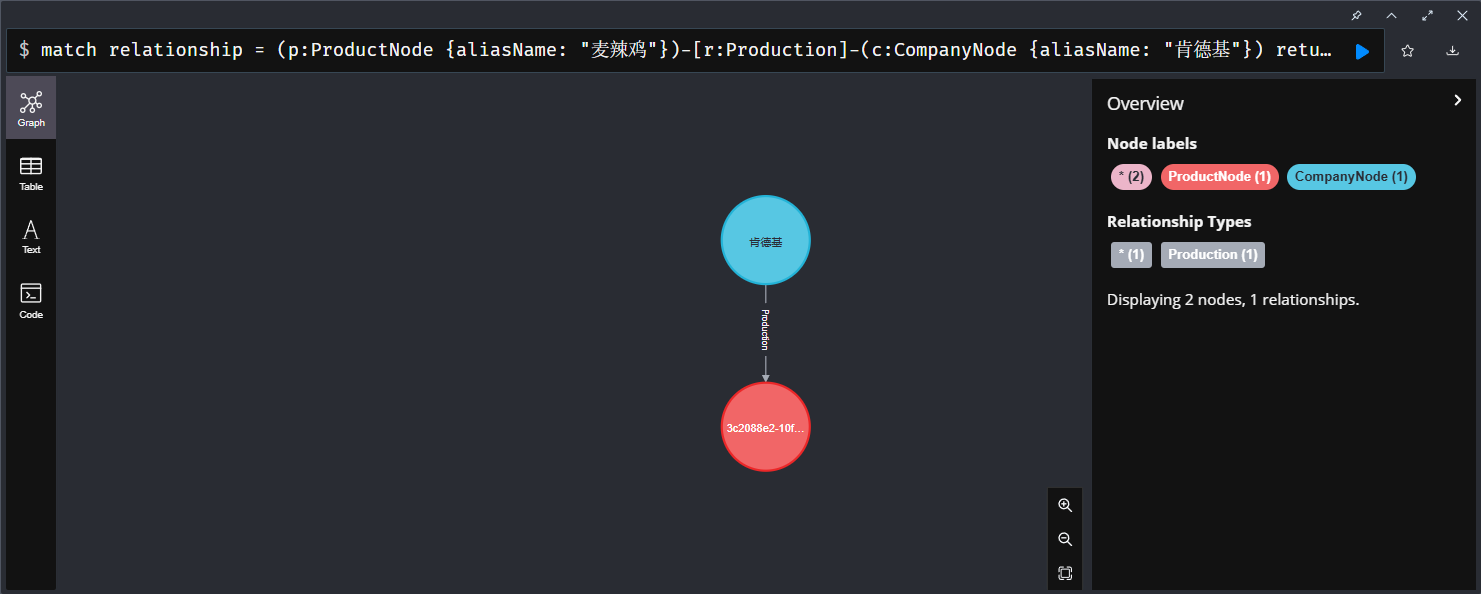 $ match relationship = (p:ProductNode {aliasName: "麦辣鸡"})-[r:Production]-(c:CompanyNode {aliasName: "肯德基"}) retu…
Graph
Table
Text
Code
肯德基
Production
3c2088e2-10f...
Overview
Node labels
* (2) ProductNode (1) CompanyNode (1)
Relationship Types
* (1) Production (1)
Displaying 2 nodes, 1 relationships.